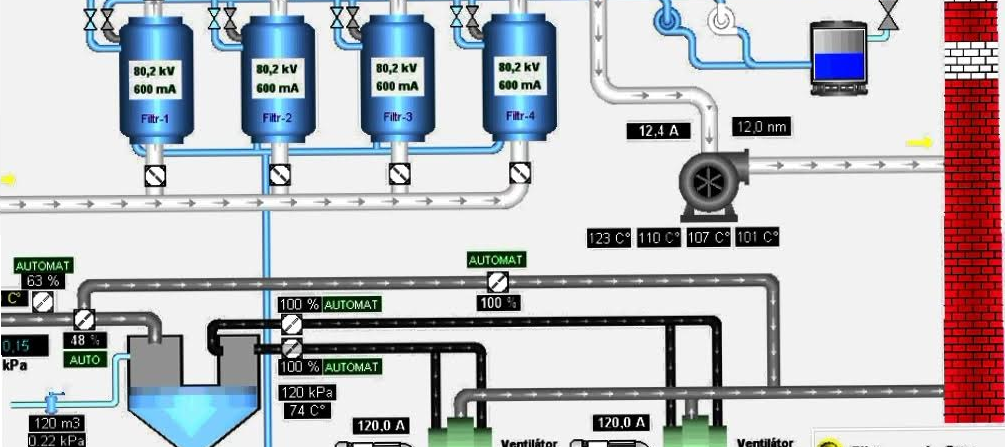 80,2 kV
600 mA
Filtr-1
80,2 kV
600 mA
Filtr-2
80,2 kV
600 mA
Filtr-3
80,2 kV
600 mA
Filtr-4
12,4 A
12,0 nm
123 C° 110 C° 107 C° 101 C°
AUTOMAT
63 %
C°
AUTOMAT
100 %
100 % AUTOMAT
48 %
AUTO
0,15
kPa
100 % AUTOMAT
120 kPa
74 C°
120 m3
0.22 kPa
120,0 A
Ventilátor
120,0 A
Ventilátor